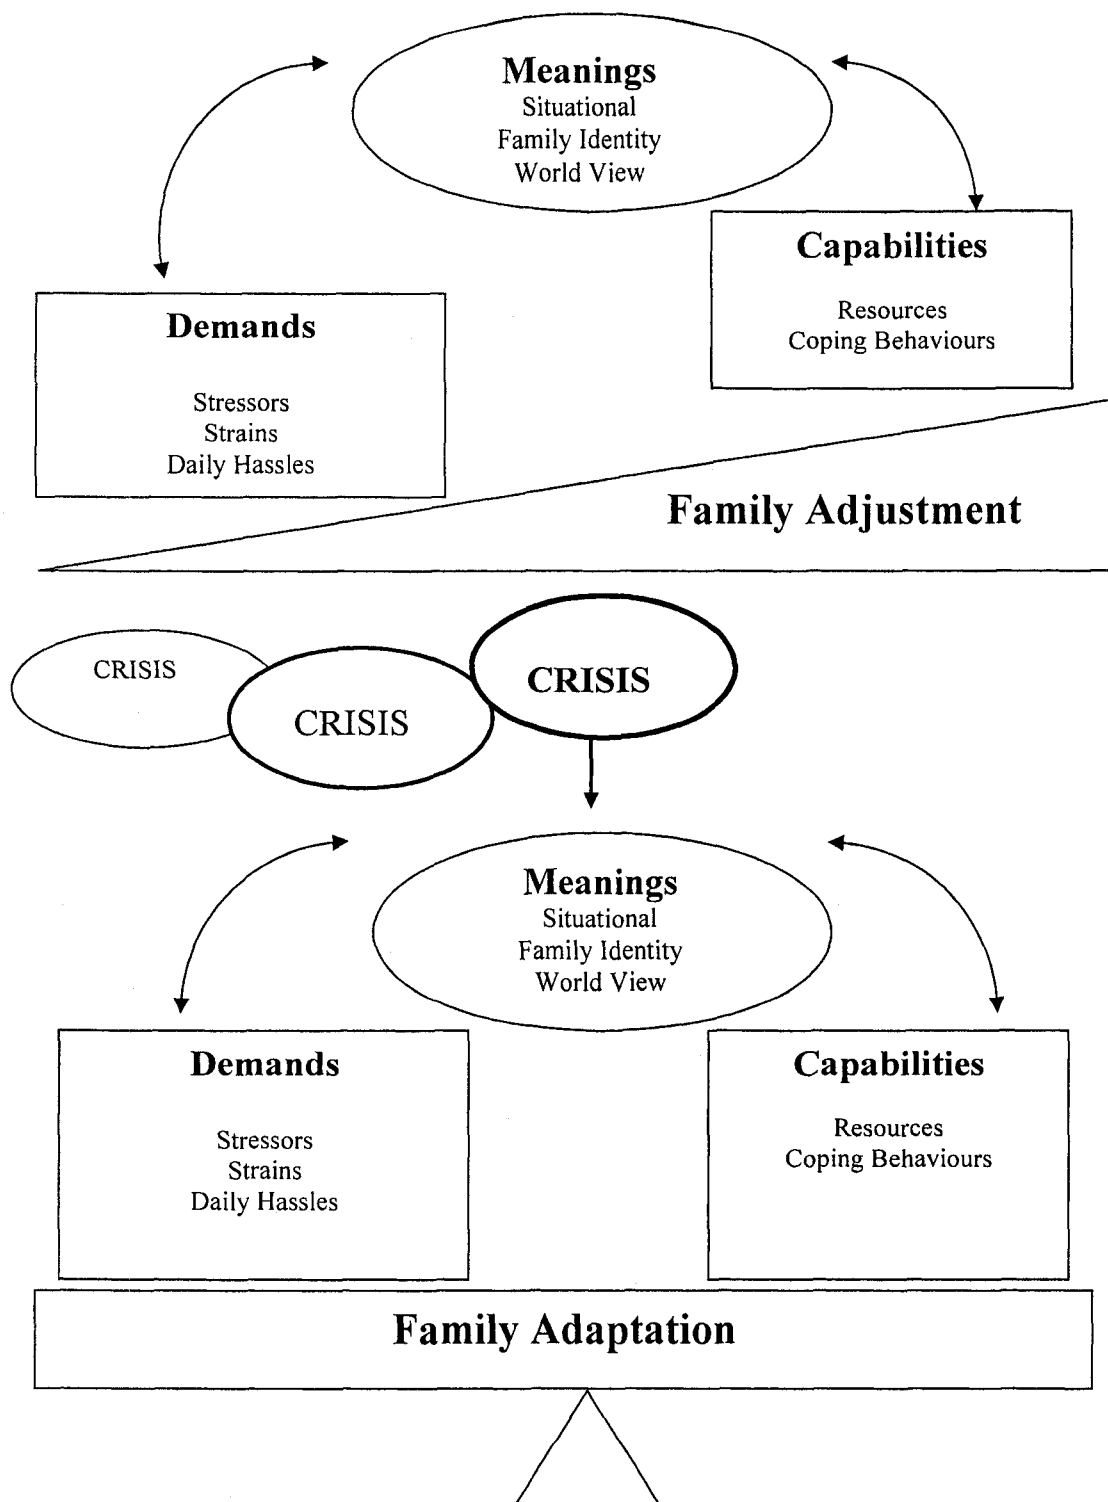 Meanings
Situational
Family Identity
World View
Capabilities
Resources
Coping Behaviours
Demands
Stressors
Strains
Daily Hassles
Family Adjustment
CRISIS
CRISIS
CRISIS
Meanings
Situational
Family Identity
World View
Demands
Stressors
Strains
Daily Hassles
Capabilities
Resources
Coping Behaviours
Family Adaptation